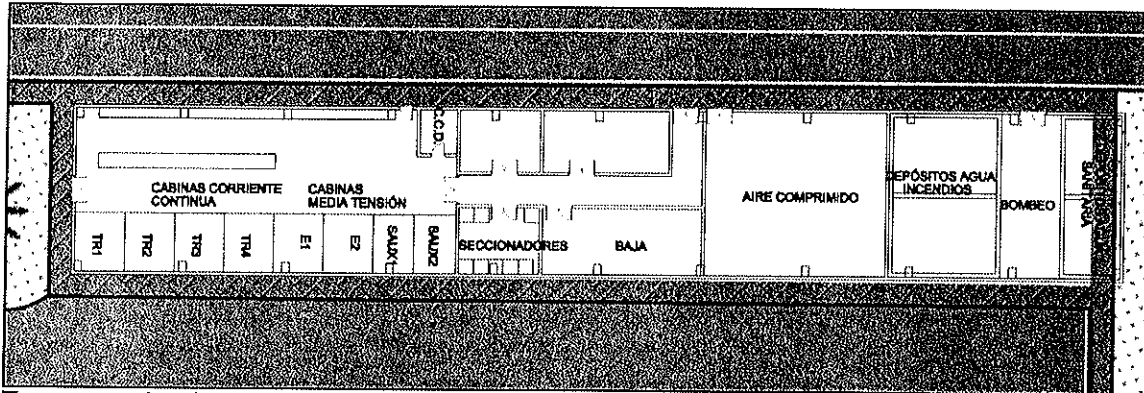 C.C.D.
CABINAS CORRIENTE
CONTINUA
CABINAS
MEDIA TENSIÓN
TR1
TR2
TR3
TR4
E1
E2
SAUX1
SAUX2
SECCIONADORES
BAJA
AIRE COMPRIMIDO
DEPÓSITOS AGUA
INCENDIOS
BOMBEO